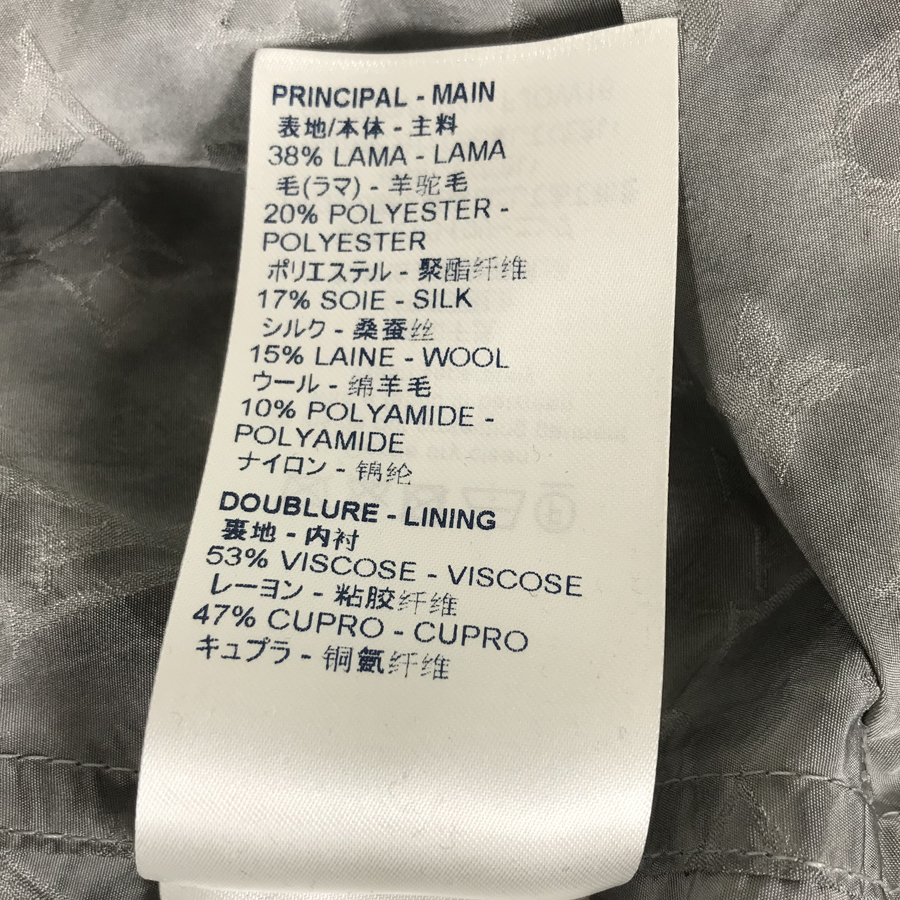 PRINCIPAL - MAIN
表地/本体 - 主料
38% LAMA - LAMA
毛(ラマ) - 羊驼毛
20% POLYESTER -
POLYESTER
ポリエステル - 聚酯纤维
17% SOIE - SILK
シルク - 桑蚕丝
15% LAINE - WOOL
ウール - 绵羊毛
10% POLYAMIDE -
POLYAMIDE
ナイロン - 锦纶
DOUBLURE - LINING
裏地 - 内衬
53% VISCOSE - VISCOSE
レーヨン - 粘胶纤维
47% CUPRO - CUPRO
キュプラ - 铜氨纤维